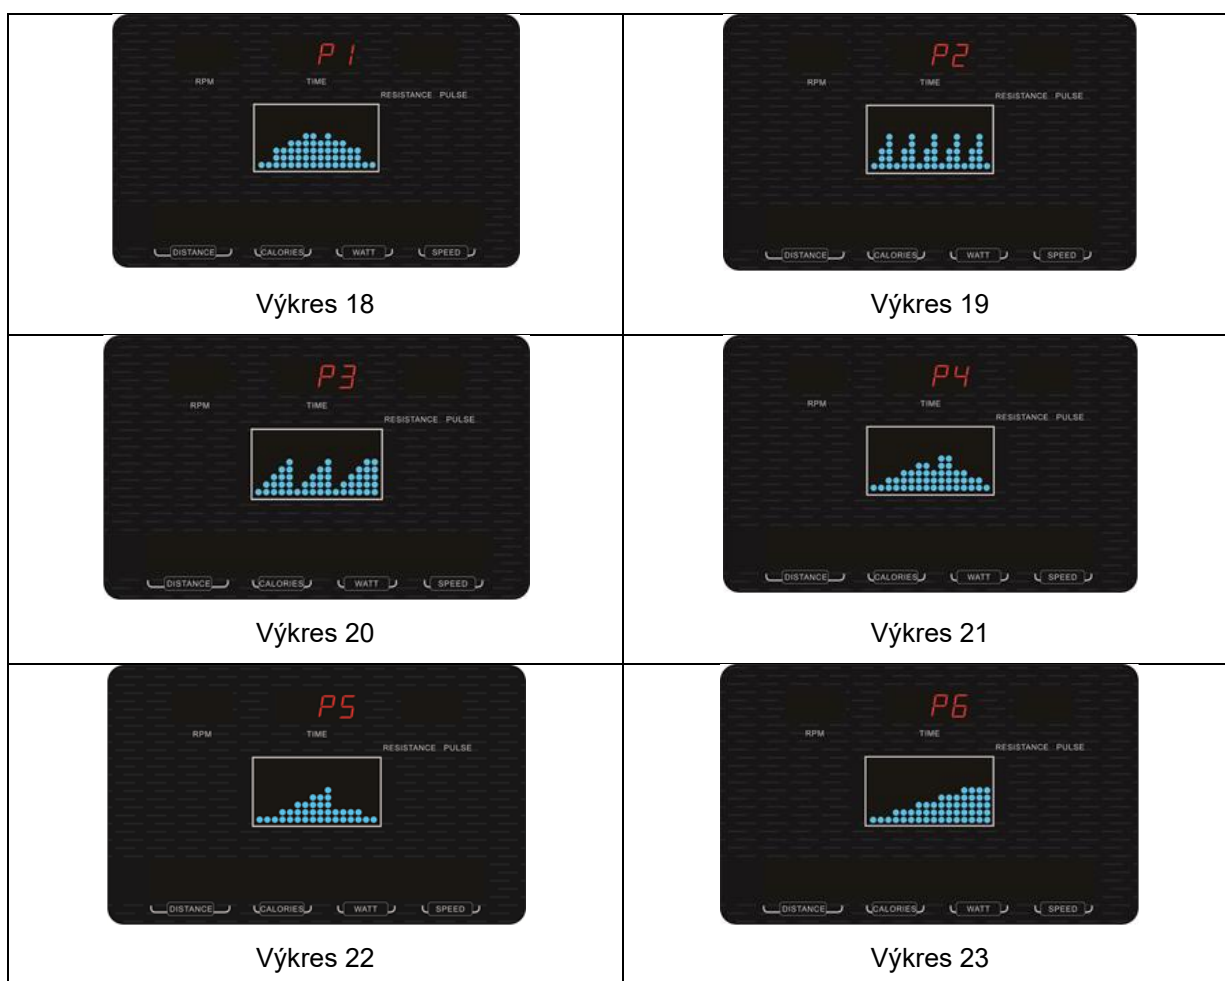 P1
RPM TIME
RESISTANCE PULSE
DISTANCE CALORIES WATT SPEED
Výkres 18
P2
RPM TIME
RESISTANCE PULSE
DISTANCE CALORIES WATT SPEED
Výkres 19
P3
RPM TIME
RESISTANCE PULSE
DISTANCE CALORIES WATT SPEED
Výkres 20
P4
RPM TIME
RESISTANCE PULSE
DISTANCE CALORIES WATT SPEED
Výkres 21
P5
RPM TIME
RESISTANCE PULSE
DISTANCE CALORIES WATT SPEED
Výkres 22
P6
RPM TIME
RESISTANCE PULSE
DISTANCE CALORIES WATT SPEED
Výkres 23